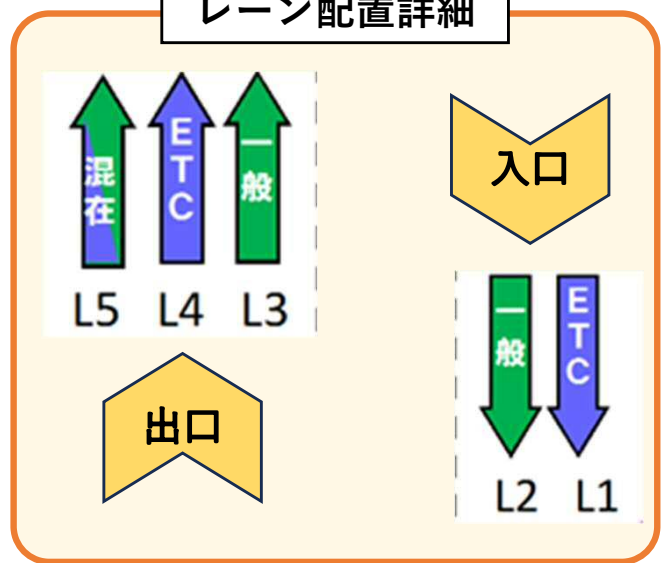 レーン配置詳細
混在
ETC
一般
L5 L4 L3
入口
一般
ETC
L2 L1
出口